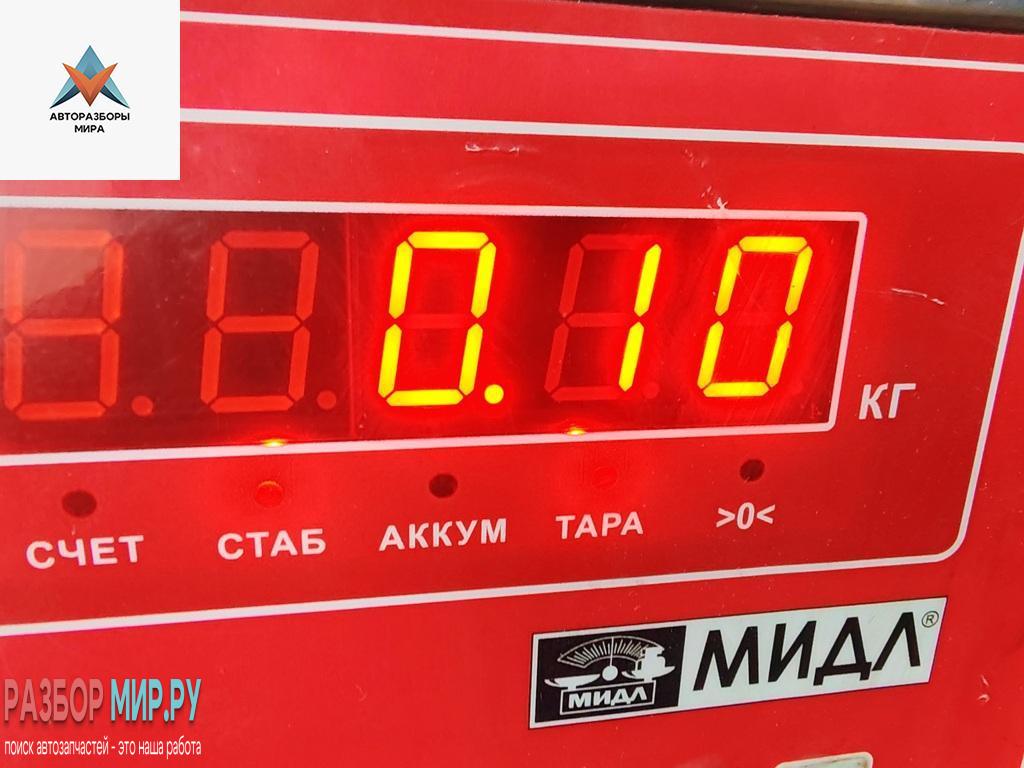 АВТОРАЗБОРЫ
МИРА
0.10
КГ
СЧЕТ СТАБ АККУМ ТАРА >0<
МИДЛ МИДЛ®
РАЗБОР МИР.РУ
поиск автозапчастей - это наша работа